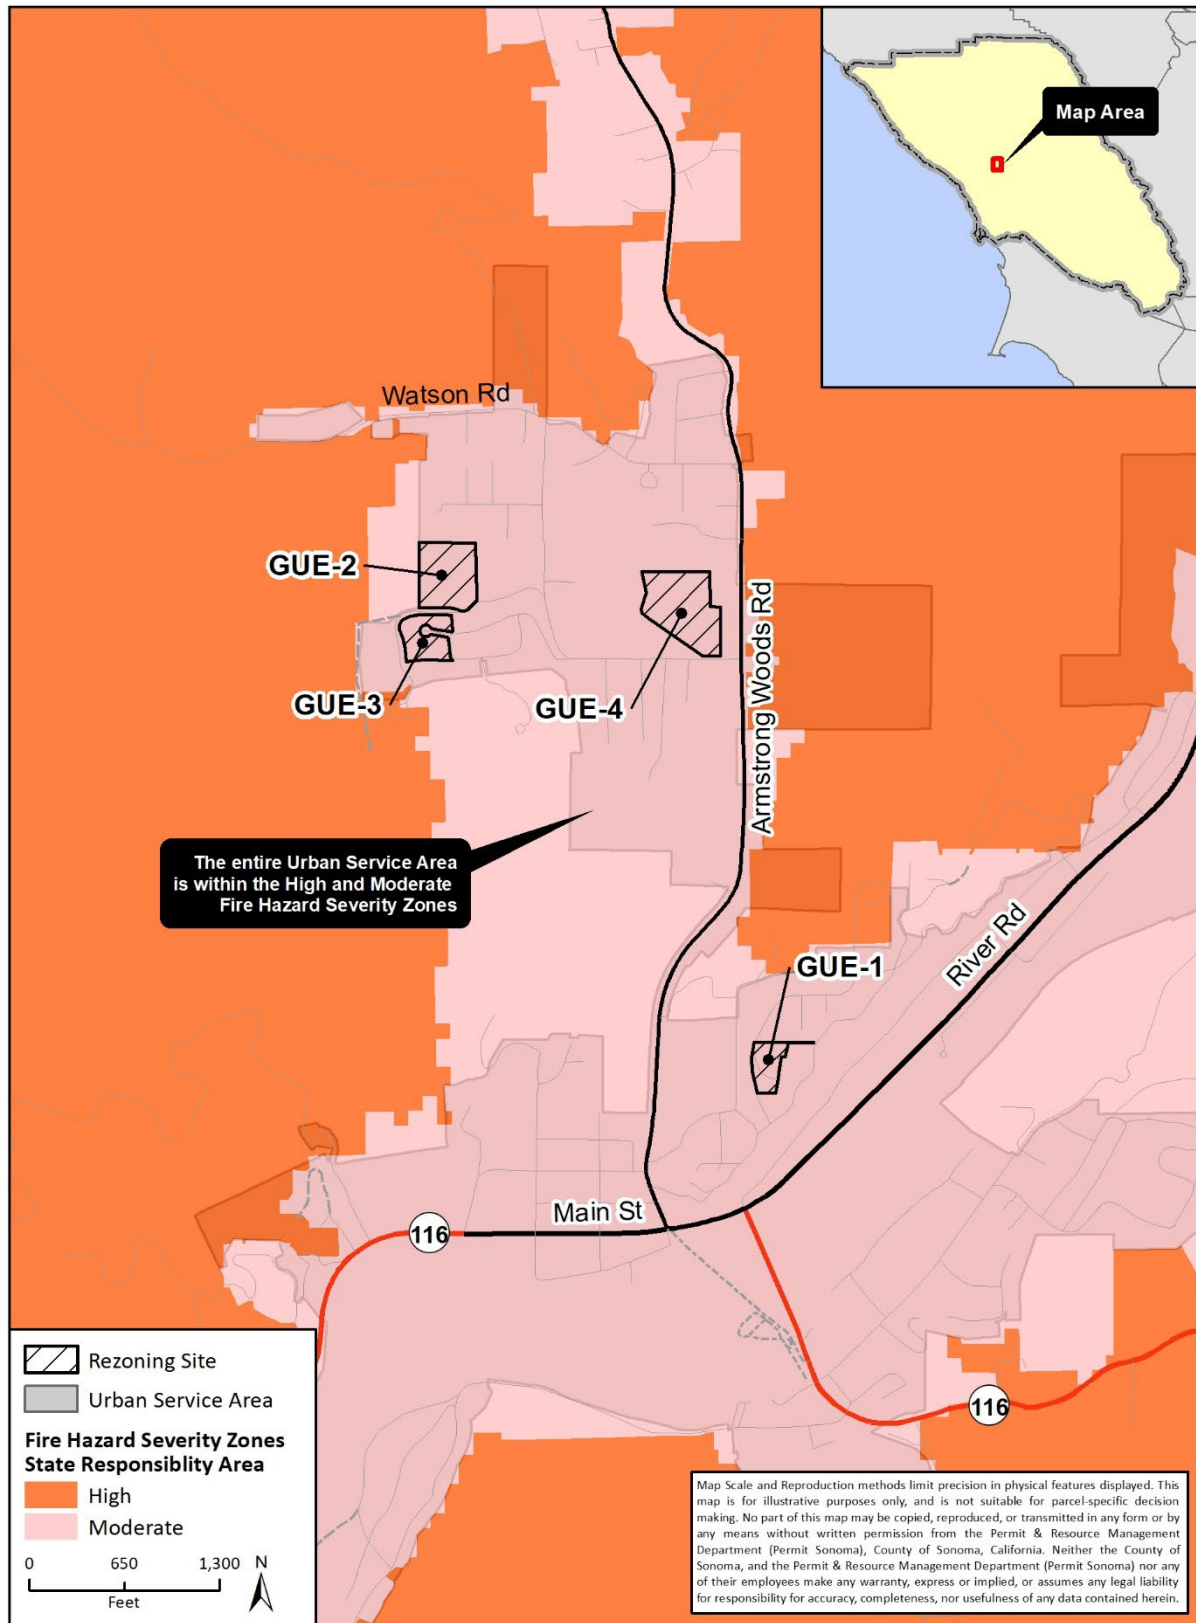 Map Area
Watson Rd
GUE-2
GUE-3
GUE-4
Armstrong Woods Rd
The entire Urban Service Area
is within the High and Moderate
Fire Hazard Severity Zones
GUE-1
River Rd
Main St
116
116
Rezoning Site
Urban Service Area
Fire Hazard Severity Zones
State Responsiblity Area
High
Moderate
0 650 1,300 N
Feet
Map Scale and Reproduction methods limit precision in physical features displayed. This
map is for illustrative purposes only, and is not suitable for parcel-specific decision
making. No part of this map may be copied, reproduced, or transmitted in any form or by
any means without written permission from the Permit & Resource Management
Department (Permit Sonoma), County of Sonoma, California. Neither the County of
Sonoma, and the Permit & Resource Management Department (Permit Sonoma) nor any
of their employees make any warranty, express or implied, or assumes any legal liability
for responsibility for accuracy, completeness, nor usefulness of any data contained herein.